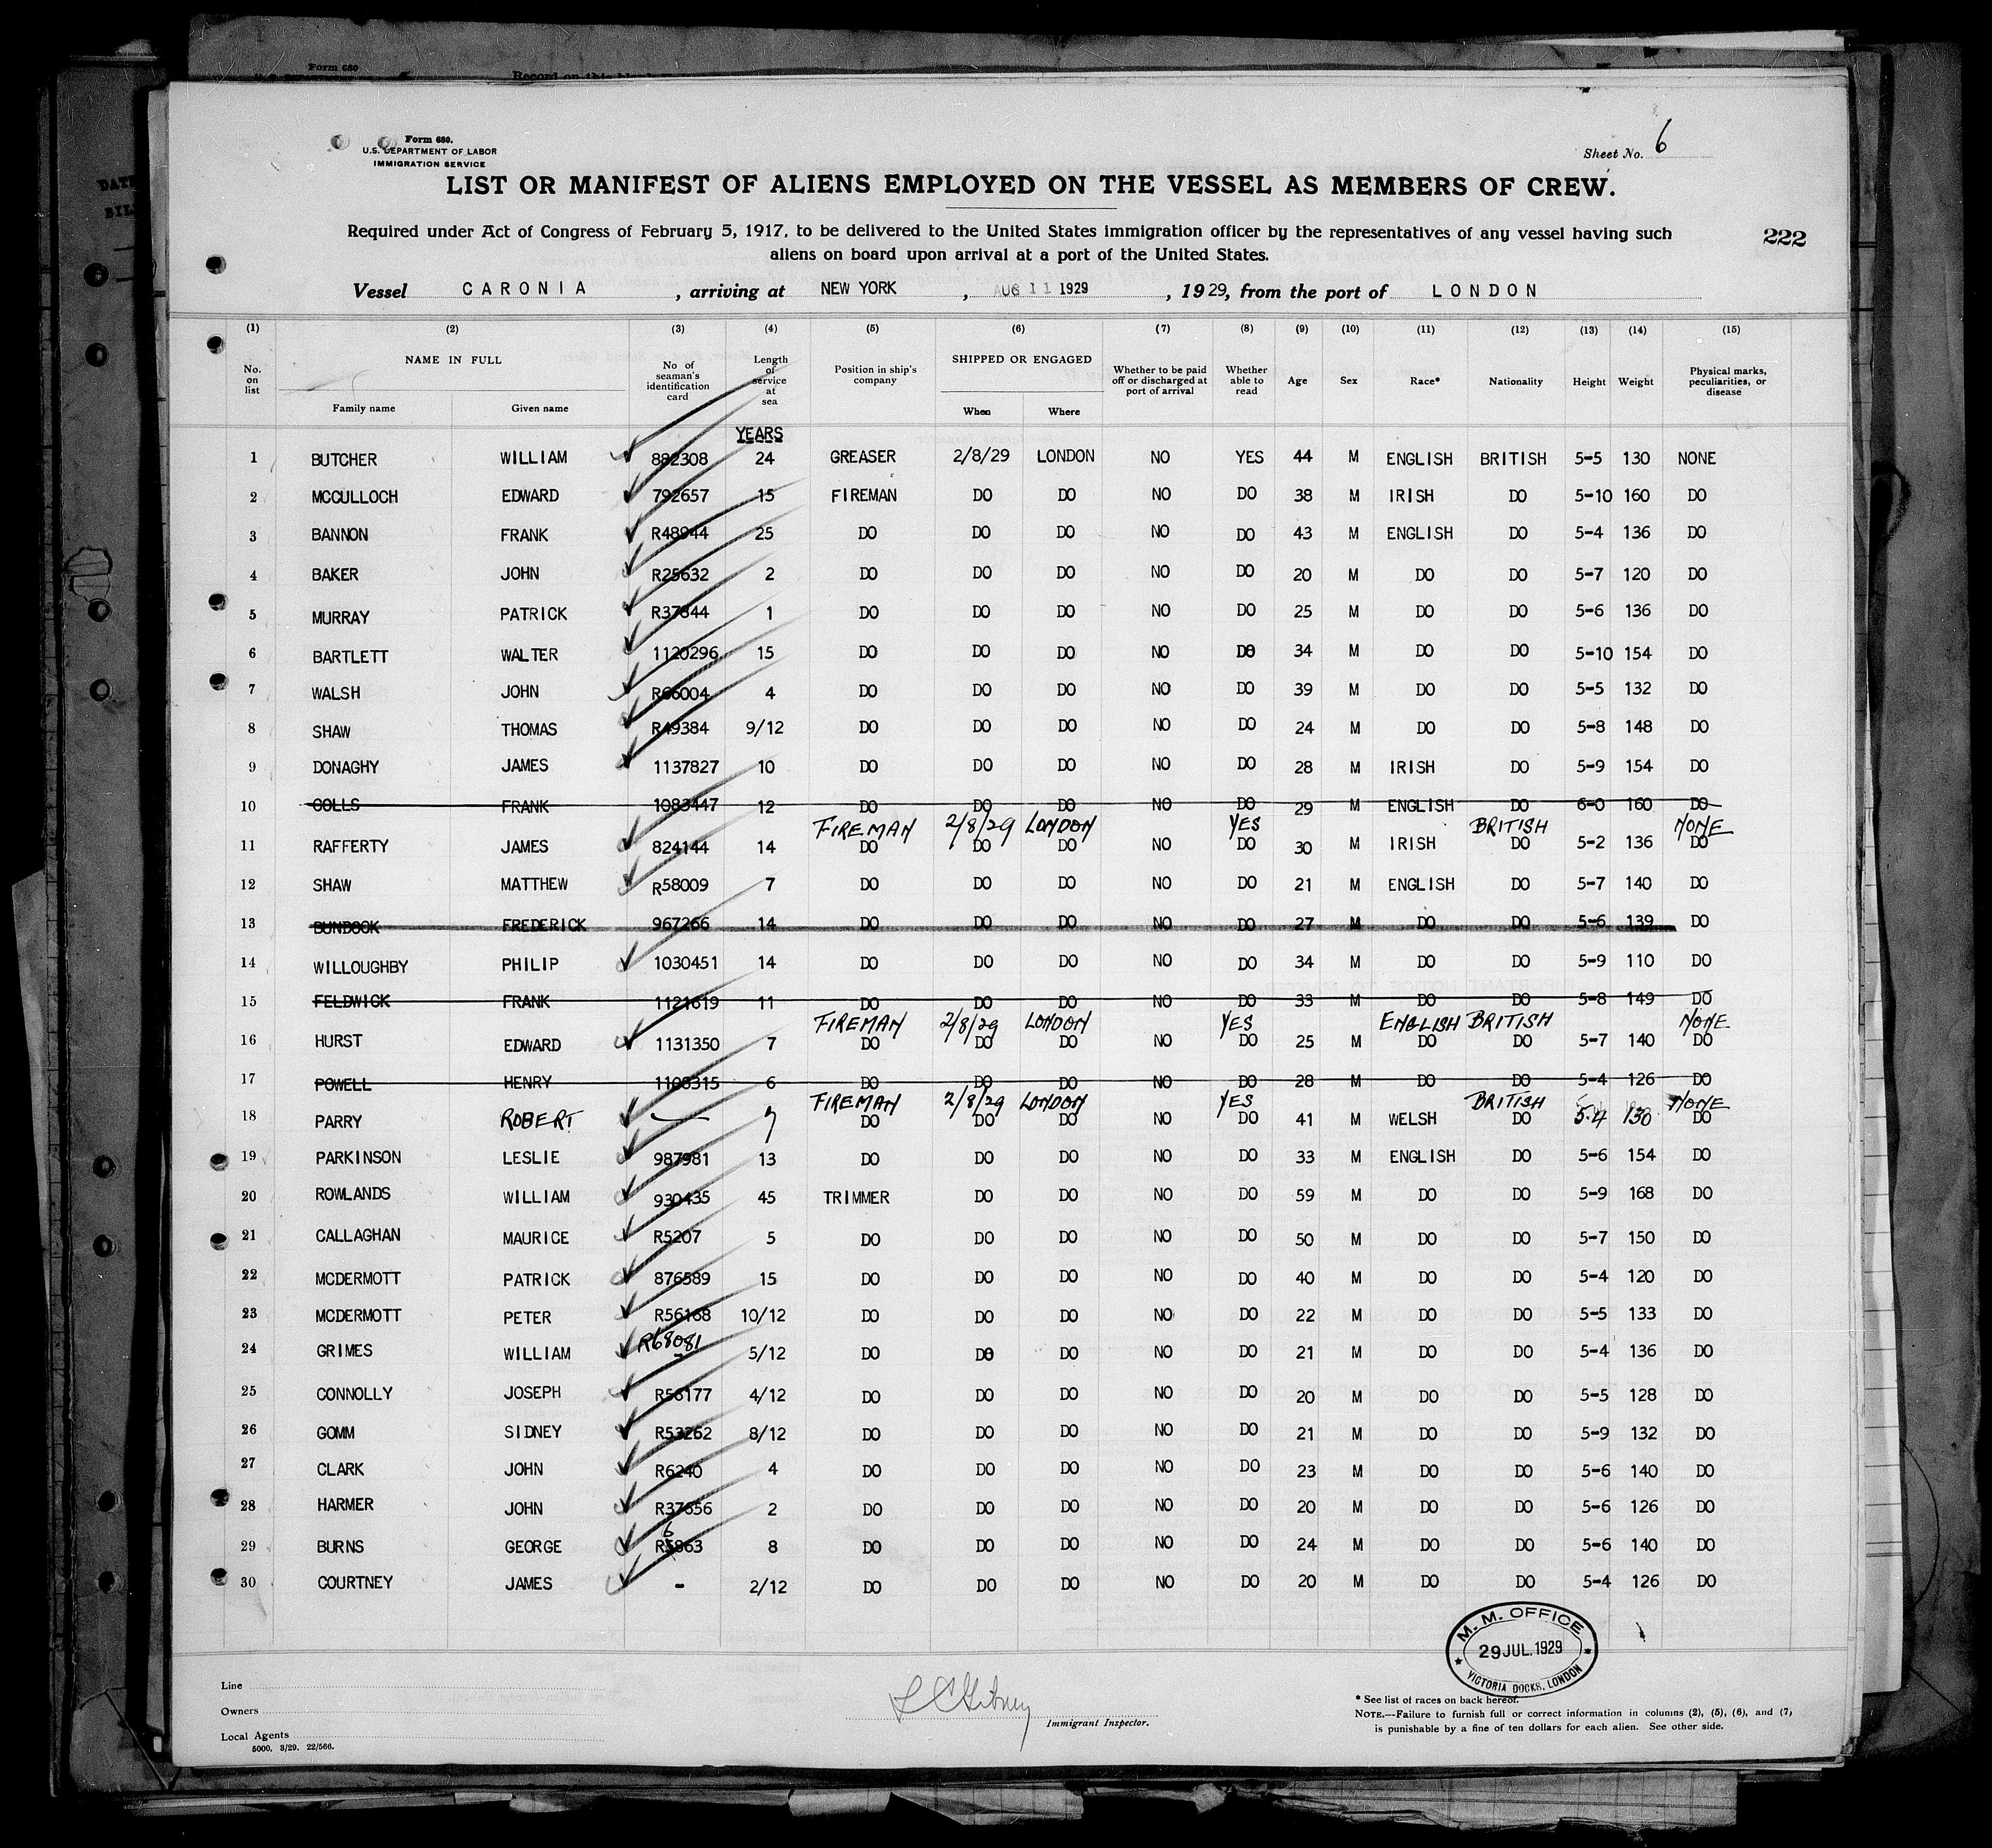 Form 680
Record on this blank
DATE
BIL
Form 680.
U.S. DEPARTMENT OF LABOR
IMMIGRATION SERVICE
Sheet No. 6
LIST OR MANIFEST OF ALIENS EMPLOYED ON THE VESSEL AS MEMBERS OF CREW.
Required under Act of Congress of February 5, 1917, to be delivered to the United States immigration officer by the representatives of any vessel having such
aliens on board upon arrival at a port of the United States.
222
Vessel CARONIA , arriving at NEW YORK , AUG 11 1929 , 1929, from the port of LONDON
(1) (2) (3) (4) (5) (6) (7) (8) (9) (10) (11) (12) (13) (14) (15)
No. on list NAME IN FULL Family name Given name No of seaman's identification card Length of service at sea Position in ship's company SHIPPED OR ENGAGED When Where Whether to be paid off or discharged at port of arrival Whether able to read Age Sex Race* Nationality Height Weight Physical marks, peculiarities, or disease
YEARS
1 BUTCHER WILLIAM 882308 24 GREASER 2/8/29 LONDON NO YES 44 M ENGLISH BRITISH 5-5 130 NONE
2 MCCULLOCH EDWARD 792657 15 FIREMAN DO DO NO DO 38 M IRISH DO 5-10 160 DO
3 BANNON FRANK R48944 25 DO DO DO NO DO 43 M ENGLISH DO 5-4 136 DO
4 BAKER JOHN R25632 2 DO DO DO NO DO 20 M DO DO 5-7 120 DO
5 MURRAY PATRICK R37844 1 DO DO DO NO DO 25 M DO DO 5-6 136 DO
6 BARTLETT WALTER 1120296 15 DO DO DO NO DO 34 M DO DO 5-10 154 DO
7 WALSH JOHN R66004 4 DO DO DO NO DO 39 M DO DO 5-5 132 DO
8 SHAW THOMAS R49384 9/12 DO DO DO NO DO 24 M DO DO 5-8 148 DO
9 DONAGHY JAMES 1137827 10 DO DO DO NO DO 28 M IRISH DO 5-9 154 DO
10 COLLS FRANK 1083447 12 DO DO DO NO DO 29 M ENGLISH DO 6-0 160 DO
FIREMAN 2/8/29 LONDON YES BRITISH NONE
11 RAFFERTY JAMES 824144 14 DO DO DO NO DO 30 M IRISH DO 5-2 136 DO
12 SHAW MATTHEW R58009 7 DO DO DO NO DO 21 M ENGLISH DO 5-7 140 DO
13 BUNDOOK FREDERICK 967266 14 DO DO DO NO DO 27 M DO DO 5-6 139 DO
14 WILLOUGHBY PHILIP 1030451 14 DO DO DO NO DO 34 M DO DO 5-9 110 DO
15 FELDWICK FRANK 1121619 11 DO DO DO NO DO 33 M DO DO 5-8 149 DO
FIREMAN 2/8/29 LONDON YES ENGLISH BRITISH NONE
16 HURST EDWARD 1131350 7 DO DO DO NO DO 25 M DO DO 5-7 140 DO
17 POWELL HENRY 1108315 6 DO DO DO NO DO 28 M DO DO 5-4 126 DO
FIREMAN 2/8/29 LONDON YES BRITISH NONE
18 PARRY ROBERT — 7 DO DO DO NO DO 41 M WELSH DO 5-4 130 DO
19 PARKINSON LESLIE 987981 13 DO DO DO NO DO 33 M ENGLISH DO 5-6 154 DO
20 ROWLANDS WILLIAM 930435 45 TRIMMER DO DO NO DO 59 M DO DO 5-9 168 DO
21 CALLAGHAN MAURICE R5207 5 DO DO DO NO DO 50 M DO DO 5-7 150 DO
22 MCDERMOTT PATRICK 876589 15 DO DO DO NO DO 40 M DO DO 5-4 120 DO
23 MCDERMOTT PETER R56168 10/12 DO DO DO NO DO 22 M DO DO 5-5 133 DO
24 GRIMES WILLIAM R68081 - 5/12 DO DO DO NO DO 21 M DO DO 5-4 136 DO
25 CONNOLLY JOSEPH R56177 4/12 DO DO DO NO DO 20 M DO DO 5-5 128 DO
26 GOMM SIDNEY R53262 8/12 DO DO DO NO DO 21 M DO DO 5-9 132 DO
27 CLARK JOHN R6240 4 DO DO DO NO DO 23 M DO DO 5-6 140 DO
28 HARMER JOHN R37656 2 DO DO DO NO DO 20 M DO DO 5-6 126 DO
6
29 BURNS GEORGE R5863 8 DO DO DO NO DO 24 M DO DO 5-6 140 DO
30 COURTNEY JAMES - 2/12 DO DO DO NO DO 20 M DO DO 5-4 126 DO
M. M. OFFICE
29 JUL. 1929
VICTORIA DOCKS, LONDON
Line
Owners
Local Agents
5000. 3/29. 22/566.
Immigrant Inspector.
* See list of races on back hereof.
NOTE.—Failure to furnish full or correct information in columns (2), (5), (6), and (7)
is punishable by a fine of ten dollars for each alien. See other side.